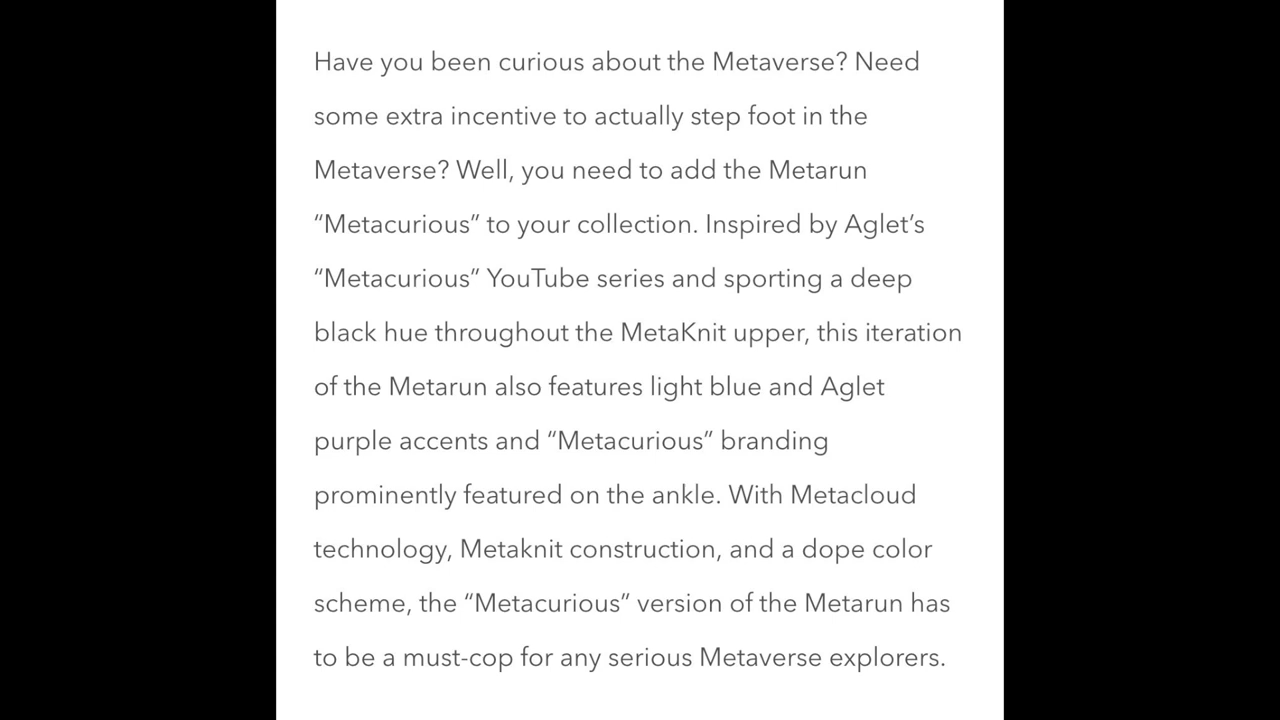 Have you been curious about the Metaverse? Need
some extra incentive to actually step foot in the
Metaverse? Well, you need to add the Metarun
“Metacurious” to your collection. Inspired by Aglet’s
“Metacurious” YouTube series and sporting a deep
black hue throughout the MetaKnit upper, this iteration
of the Metarun also features light blue and Aglet
purple accents and “Metacurious” branding
prominently featured on the ankle. With Metacloud
technology, Metaknit construction, and a dope color
scheme, the “Metacurious” version of the Metarun has
to be a must-cop for any serious Metaverse explorers.